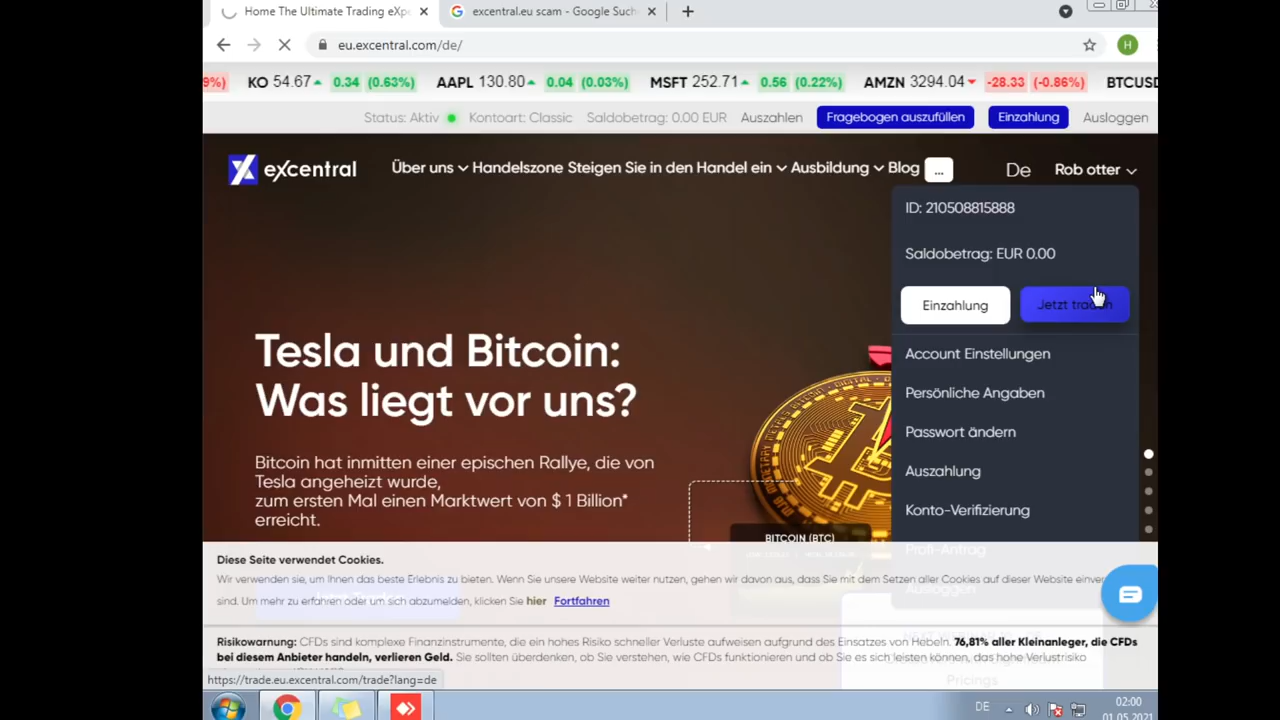 Home The Ultimate Trading eXpe
excentral.eu scam - Google Such
eu.excentral.com/de/
H
9%) KO 54.67 0.34 (0.63%) AAPL 130.80 0.04 (0.03%) MSFT 252.71 0.56 (0.22%) AMZN 3294.04 -28.33 (-0.86%) BTCUSD
Status: Aktiv Kontoart: Classic Saldobetrag: 0.00 EUR Auszahlen Fragebogen auszufüllen Einzahlung Ausloggen
excentral Über uns Handelszone Steigen Sie in den Handel ein Ausbildung Blog ... De Rob otter
ID: 210508815888
Saldobetrag: EUR 0.00
Einzahlung Jetzt traden
Account Einstellungen
Persönliche Angaben
Passwort ändern
Auszahlung
Konto-Verifizierung
Profi-Antrag
Ausloggen
Tesla und Bitcoin:
Was liegt vor uns?
Bitcoin hat inmitten einer epischen Rallye, die von
Tesla angeheizt wurde,
zum ersten Mal einen Marktwert von $ 1 Billion*
erreicht.
BITCOIN (BTC)
Diese Seite verwendet Cookies.
Wir verwenden sie, um Ihnen das beste Erlebnis zu bieten. Wenn Sie unsere Website weiter nutzen, gehen wir davon aus, dass Sie mit dem Setzen aller Cookies auf dieser Website einvers
sind. Um mehr zu erfahren oder um sich abzumelden, klicken Sie hier Fortfahren
Risikowarnung: CFDs sind komplexe Finanzinstrumente, die ein hohes Risiko schneller Verluste aufweisen aufgrund des Einsatzes von Hebeln. 76,81% aller Kleinanleger, die CFDs
bei diesem Anbieter handeln, verlieren Geld. Sie sollten überdenken, ob Sie verstehen, wie CFDs funktionieren und ob Sie es sich leisten können, das hohe Verlustrisiko
Pricings
https://trade.eu.excentral.com/trade?lang=de
DE
02:00
01.05.2021